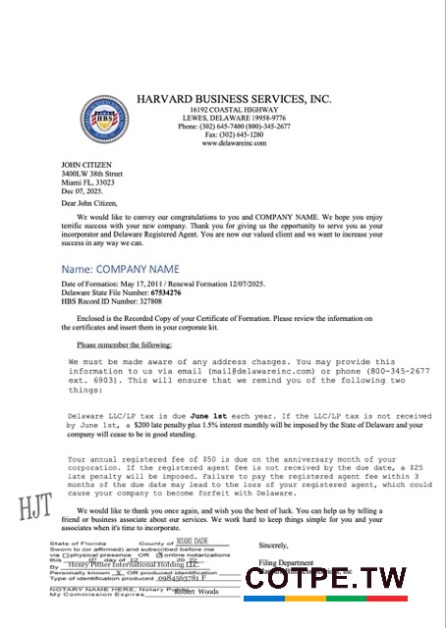 HARVARD BUSINESS SERVICES, INC.
16192 COASTAL HIGHWAY
LEWES, DELAWARE 19958-9776
Phone: (302) 645-7400 (800)-345-2677
Fax: (302) 645-1280
www.delawareinc.com
HBS
JOHN CITIZEN
3400LW 38th Street
Miami FL, 33023
Dec 07, 2025.
Dear John Citizen,
We would like to convey our congratulations to you and COMPANY NAME. We hope you enjoy
terrific success with your new company. Thank you for giving us the opportunity to serve you as your
incorporator and Delaware Registered Agent. You are now our valued client and we want to increase your
success in any way we can.
Name: COMPANY NAME
Date of Formation: May 17, 2011 / Renewal Formation 12/07/2025.
Delaware State File Number: 67534276
HBS Record ID Number: 327808
Enclosed is the Recorded Copy of your Certificate of Formation. Please review the information on
the certificates and insert them in your corporate kit.
Please remember the following:
We must be made aware of any address changes. You may provide this
information to us via email (mail@delawareinc.com) or phone (800-345-2677
ext. 6903). This will ensure that we remind you of the following two
things:
Delaware LLC/LP tax is due June 1st each year. If the LLC/LP tax is not received
by June 1st, a $200 late penalty plus 1.5% interest monthly will be imposed by the State of Delaware and your
company will cease to be in good standing.
Your annual registered fee of $50 is due on the anniversary month of your
corporation. If the registered agent fee is not received by the due date, a $25
late penalty will be imposed. Failure to pay the registered agent fee within 3
months of the due date may lead to the loss of your registered agent, which could
cause your company to become forfeit with Delaware.
HJT
We would like to thank you once again, and wish you the best of luck. You can help us by telling a
friend or business associate about our services. We work hard to keep things simple for you and your
associates when it's time to incorporate.
State of Florida County of MIAMI DADE
Sworn to (or affirmed) and subscribed before me
via physical presence OR online notarizations
this 07 day of 12
By Henry Pittier International Holding LLC.
Personally known X OR produced identification
Type of identification produced 0984563781 F
NOTARY NAME HERE, Notary
My Commission Expires Robert Woods
Sincerely,
Filing Department
COTPE.TW